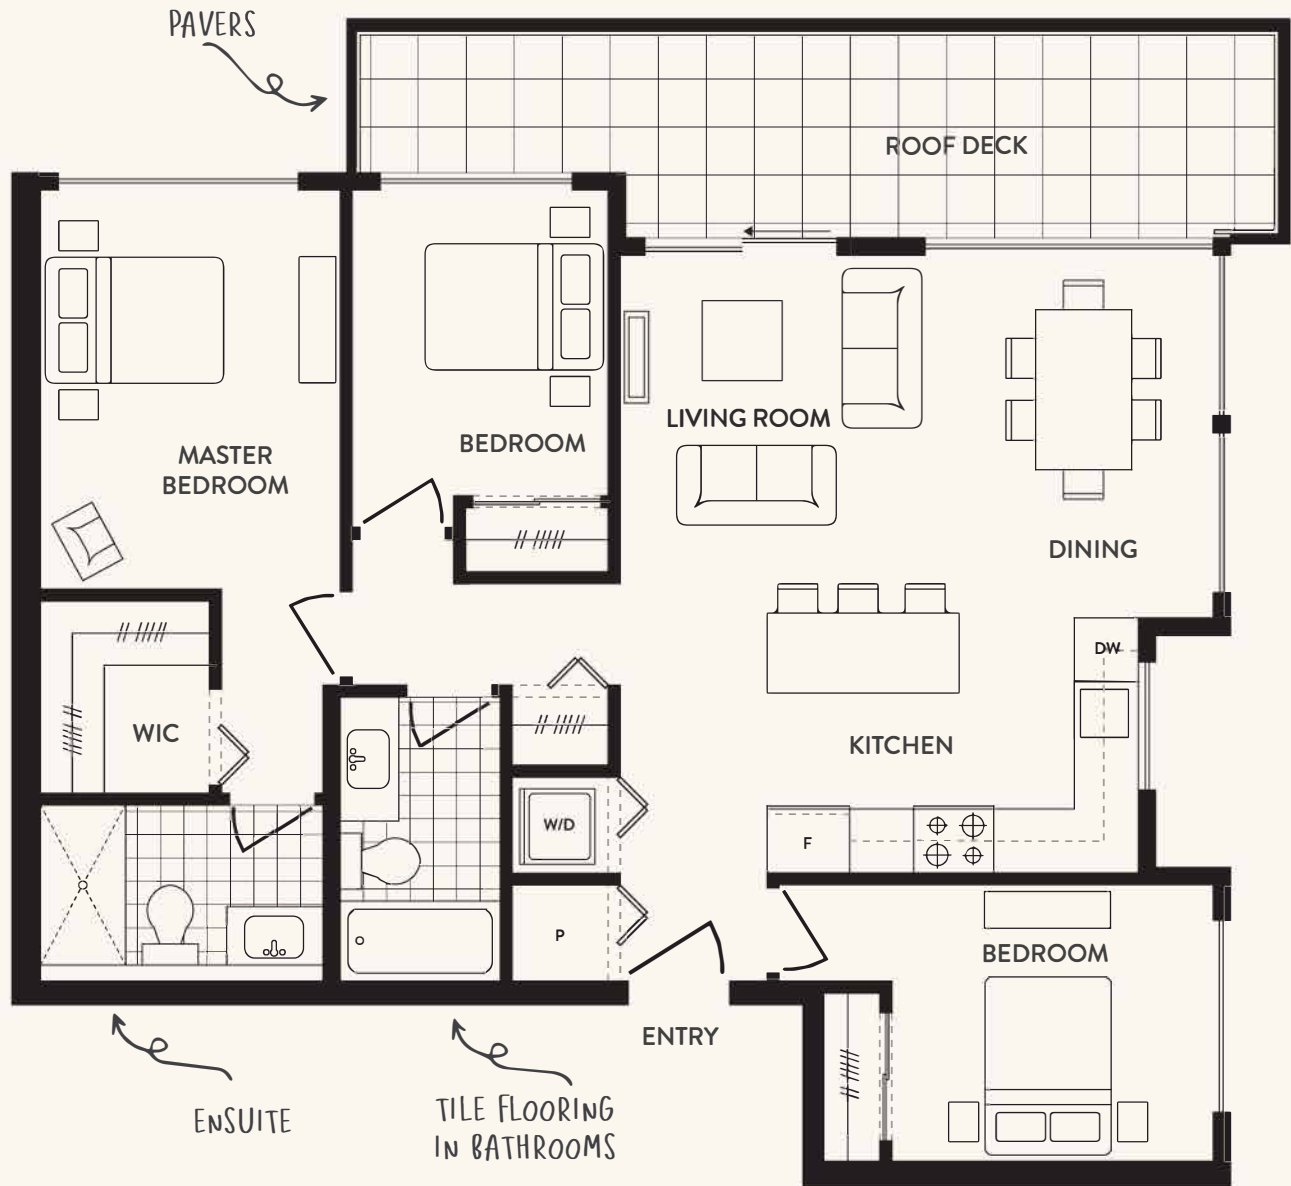 PAVERS
ROOF DECK
LIVING ROOM
BEDROOM
MASTER
BEDROOM
DINING
DW
WIC
KITCHEN
W/D
F
P
BEDROOM
ENTRY
ENSUITE
TILE FLOORING
IN BATHROOMS